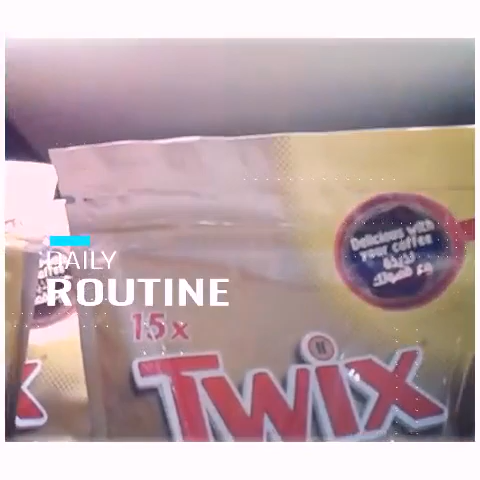 Delicious with
your coffee
DAILY
ROUTINE
15x
TWIX